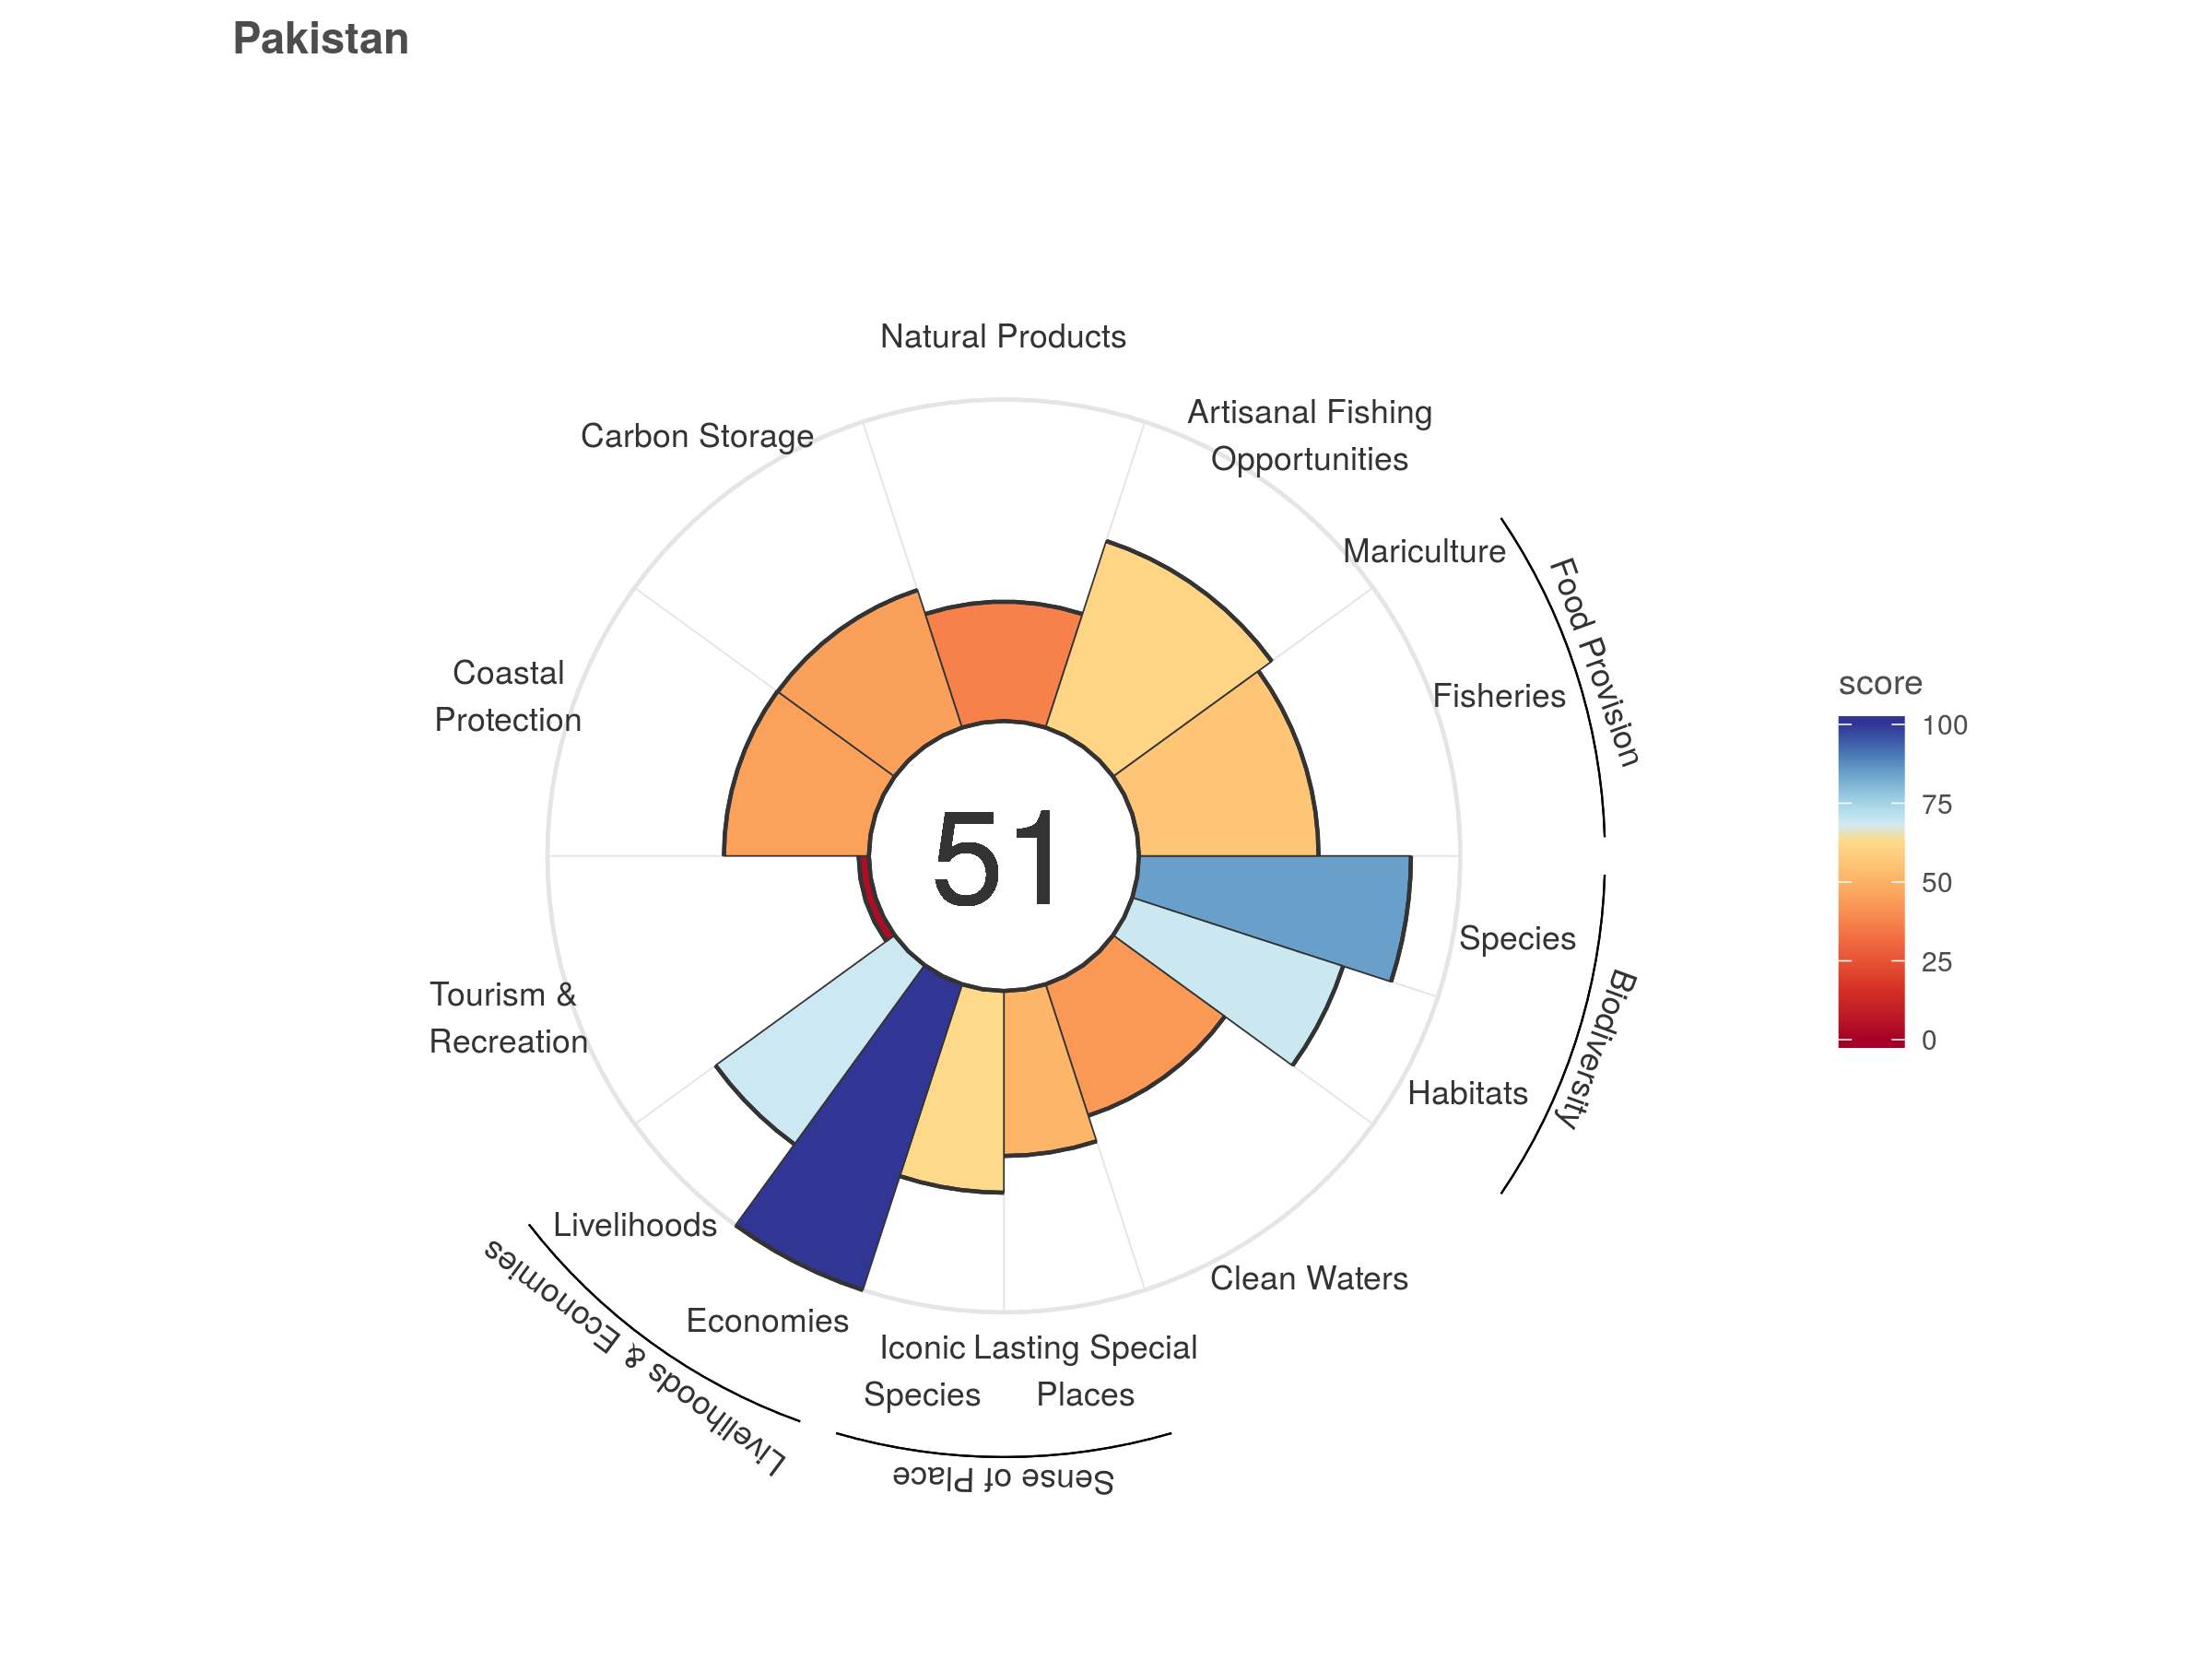 Pakistan
Natural Products
Artisanal Fishing
Opportunities
Carbon Storage
Mariculture
Food Provision
Fisheries
Coastal
Protection
score
100
75
50
25
0
51
Species
Biodiversity
Tourism &
Recreation
Habitats
Livelihoods
Clean Waters
Economies
Livelihoods & Economies
Iconic
Species
Lasting Special
Places
Sense of Place